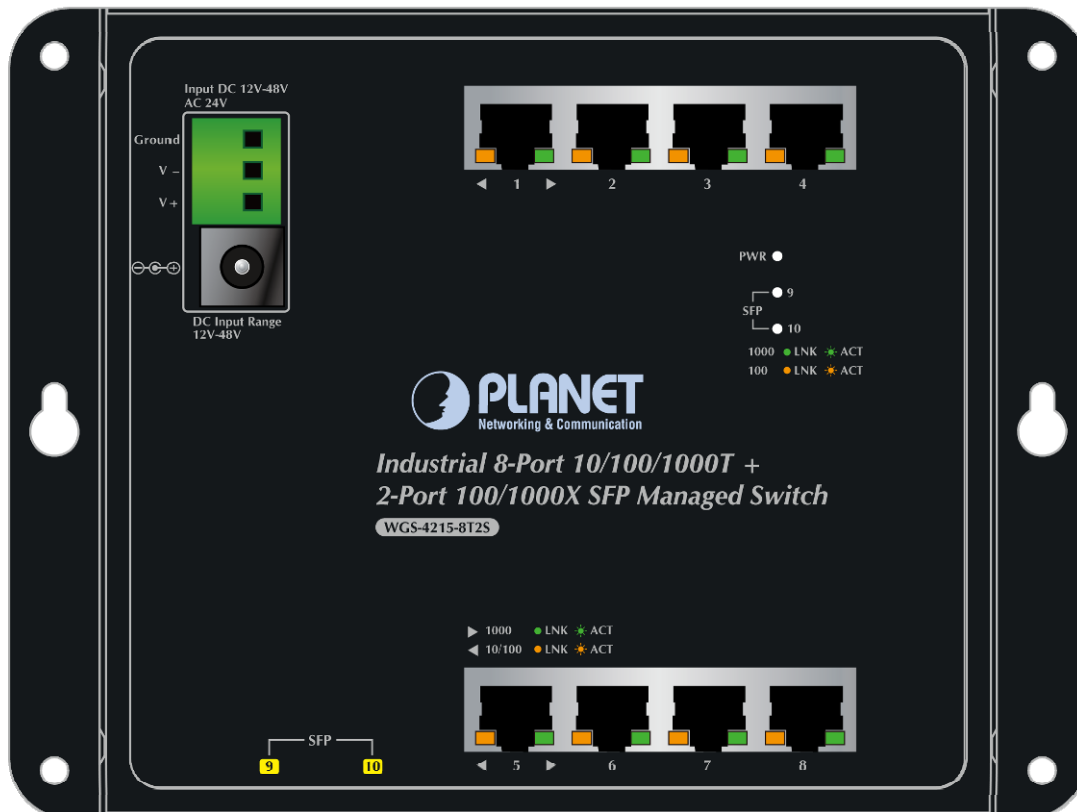 Input DC 12V-48V
AC 24V
Ground
V −
V +
DC Input Range
12V-48V
◀ 1 ▶ 2 3 4
PWR
9
SFP
10
1000 LNK ACT
100 LNK ACT
PLANET
Networking & Communication
Industrial 8-Port 10/100/1000T +
2-Port 100/1000X SFP Managed Switch
WGS-4215-8T2S
▶ 1000 LNK ACT
◀ 10/100 LNK ACT
SFP
9 10
◀ 5 ▶ 6 7 8